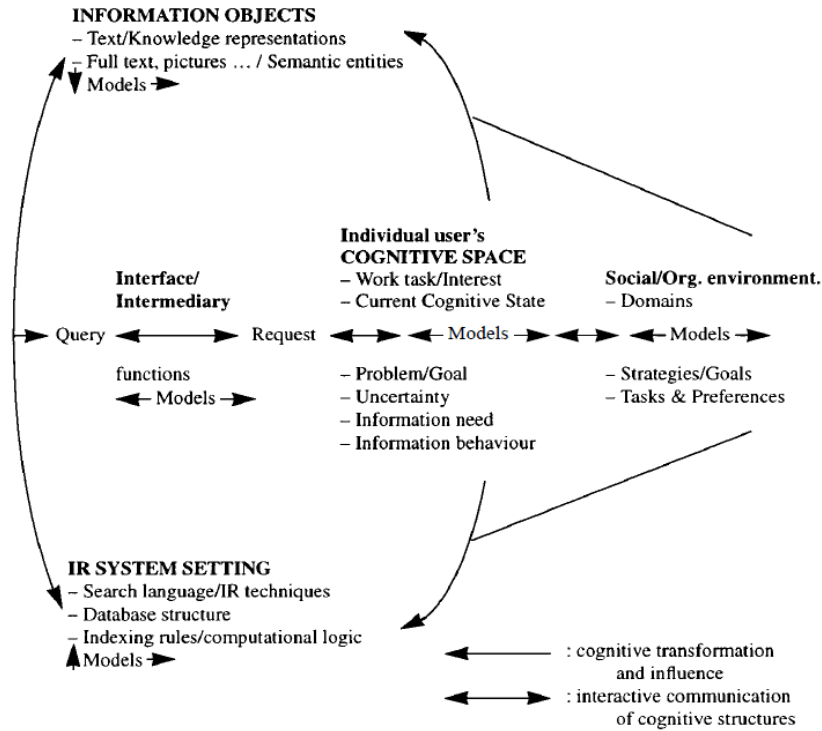 INFORMATION OBJECTS
– Text/Knowledge representations
– Full text, pictures ... / Semantic entities
Models
Individual user's
COGNITIVE SPACE
– Work task/Interest
– Current Cognitive State
Interface/
Intermediary
Social/Org. environment.
– Domains
Query
Request
Models
Models
functions
Models
– Problem/Goal
– Uncertainty
– Information need
– Information behaviour
– Strategies/Goals
– Tasks & Preferences
IR SYSTEM SETTING
– Search language/IR techniques
– Database structure
– Indexing rules/computational logic
Models
: cognitive transformation
and influence
: interactive communication
of cognitive structures